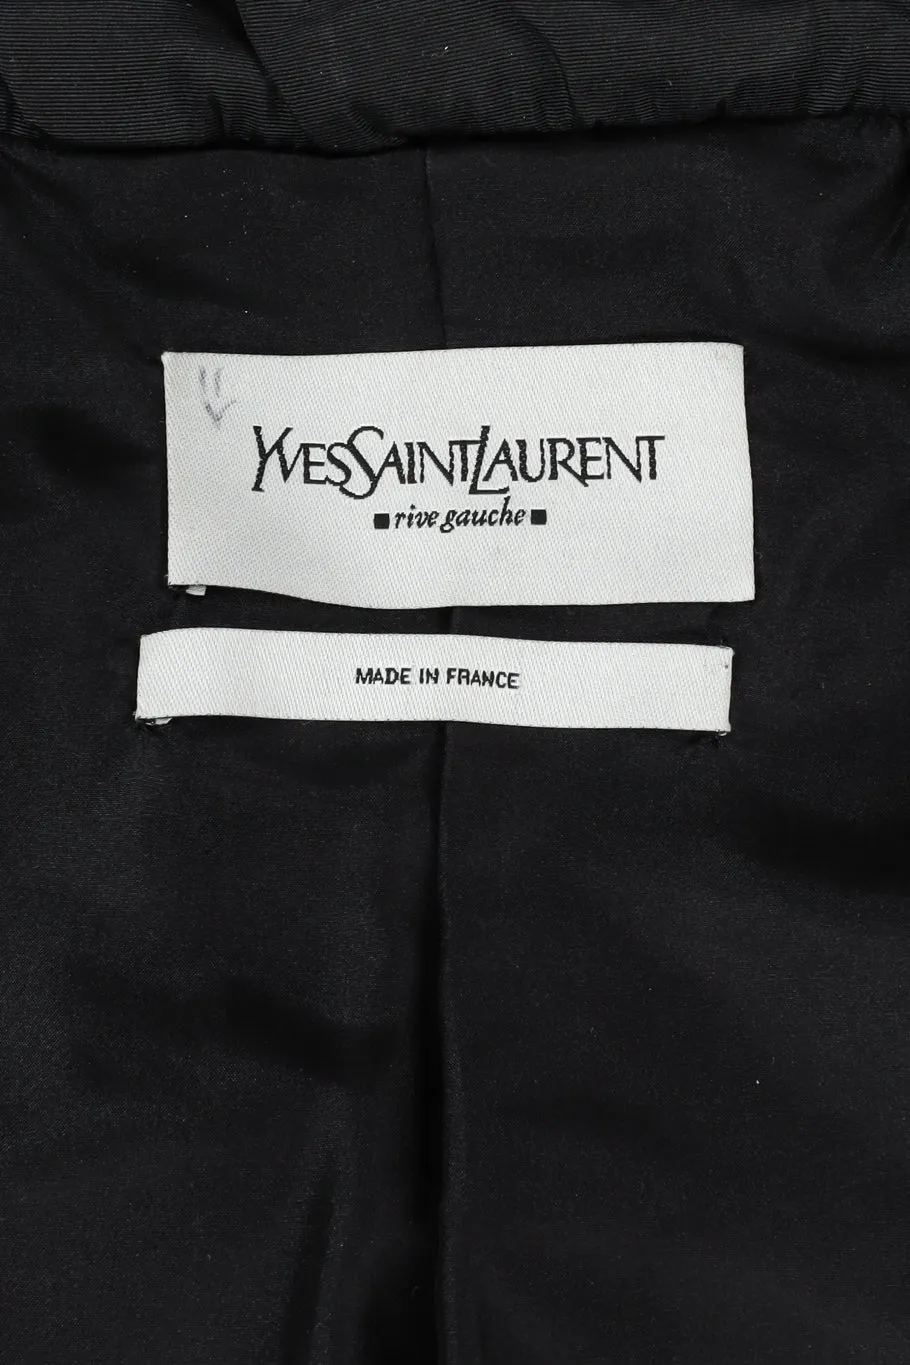 YVESSAINTLAURENT
rive gauche
MADE IN FRANCE